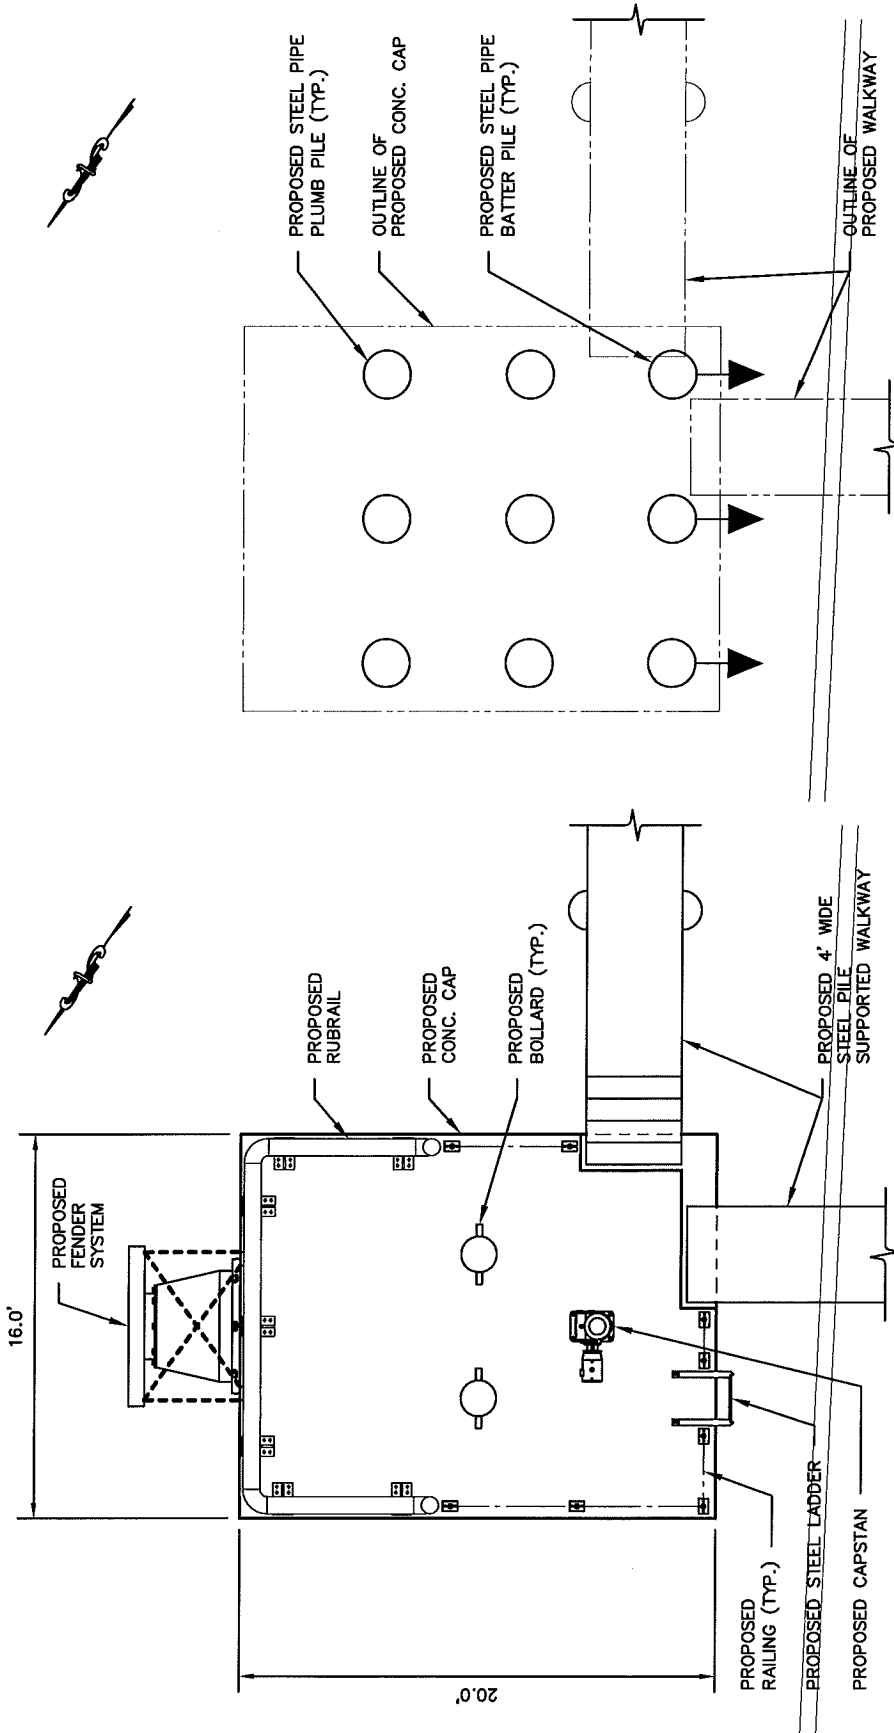 PROPOSED STEEL PIPE
PLUMB PILE (TYP.)
OUTLINE OF
PROPOSED CONC. CAP
PROPOSED STEEL PIPE
BATTER PILE (TYP.)
OUTLINE OF
PROPOSED WALKWAY
16.0'
PROPOSED
FENDER
SYSTEM
PROPOSED
RUBRAIL
PROPOSED
CONC. CAP
PROPOSED
BOLLARD (TYP.)
PROPOSED 4' WIDE
STEEL PILE
SUPPORTED WALKWAY
20.0'
PROPOSED
RAILING (TYP.)
PROPOSED STEEL LADDER
PROPOSED CAPSTAN